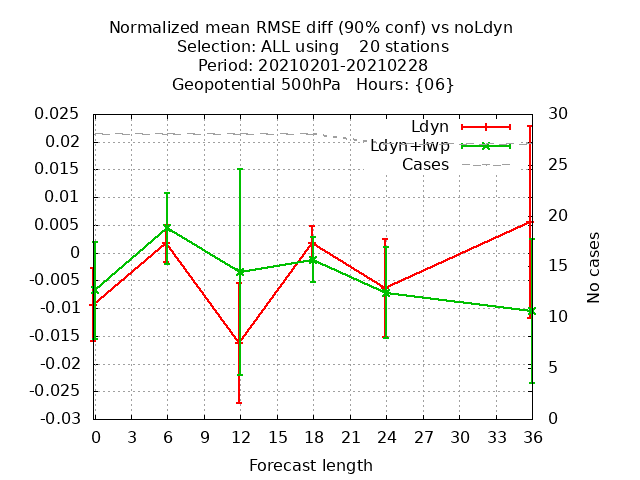 Normalized mean RMSE diff (90% conf) vs noLdyn
Selection: ALL using    20 stations
Period: 20210201-20210228
Geopotential 500hPa   Hours: {06}
0.025
0.02
0.015
0.01
0.005
0
-0.005
-0.01
-0.015
-0.02
-0.025
-0.03
Ldyn
Ldyn+lwp
Cases
30
25
20
15
10
5
0
No cases
0 3 6 9 12 15 18 21 24 27 30 33 36
Forecast length